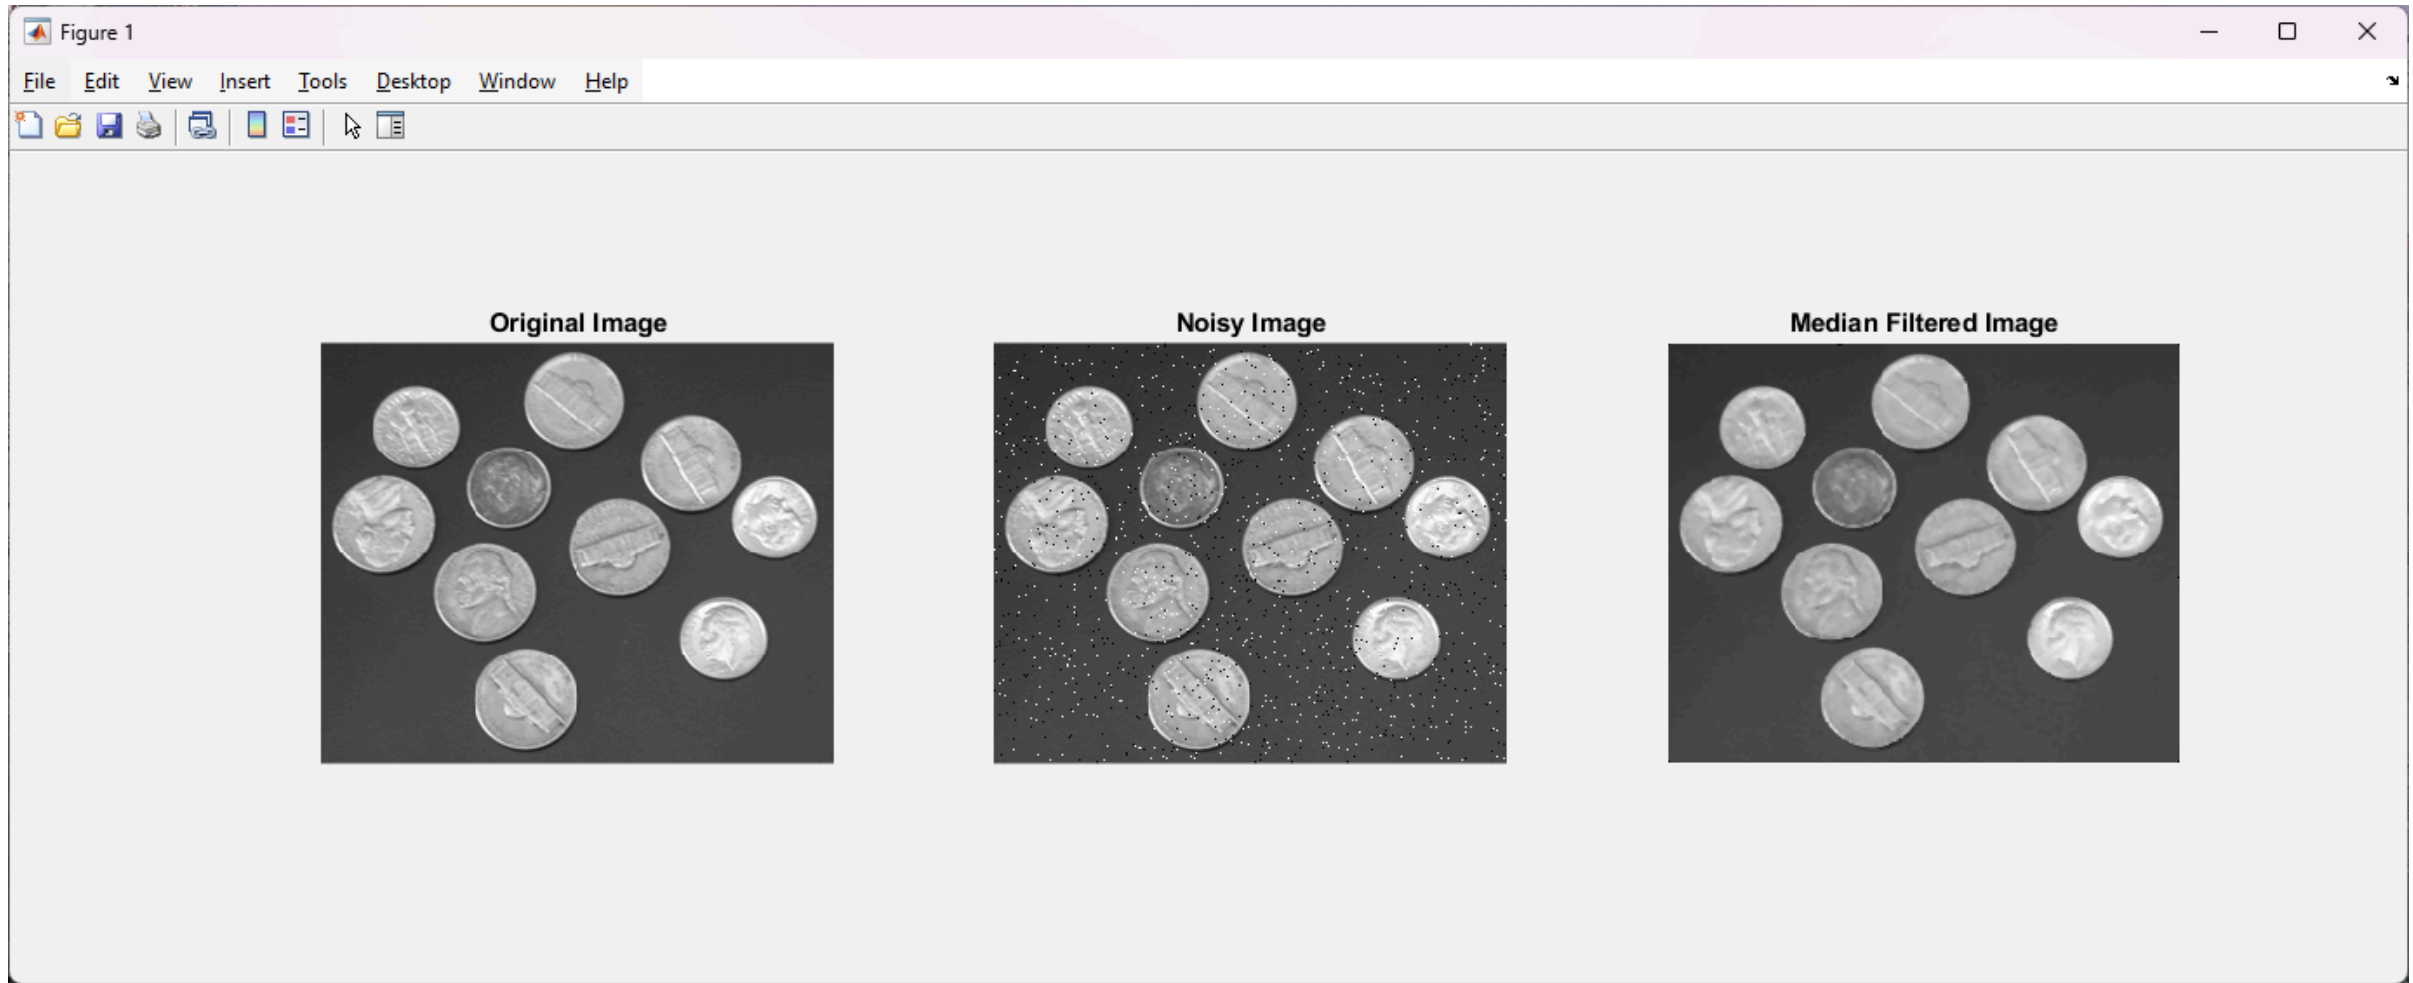 Figure 1
File Edit View Insert Tools Desktop Window Help
Original Image
Noisy Image
Median Filtered Image